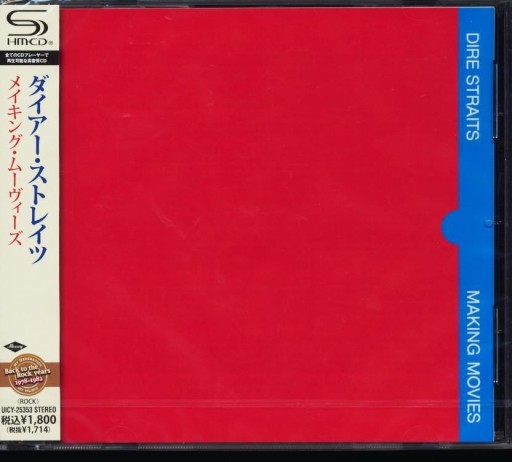 SHM-CD
全てのCDプレーヤーで
再生可能な高音質CD
ダイアー・ストレイツ
メイキング・ムーヴィーズ
Back to the
Rock years
1978-1982
(ROCK)
UICY-25353 STEREO
税込¥1,800
(税抜¥1,714)
DIRE STRAITS
MAKING MOVIES